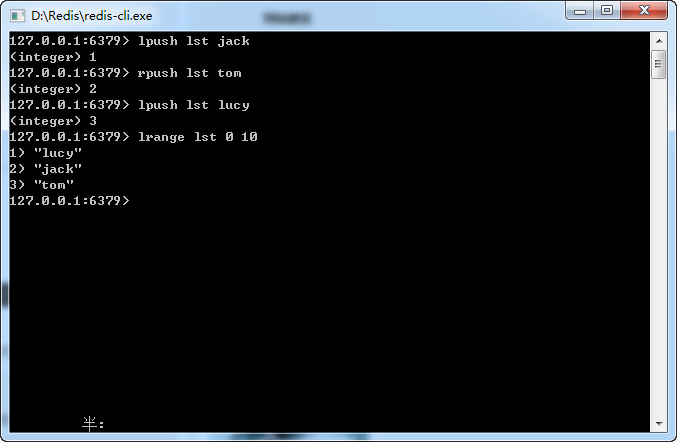 D:\Redis\redis-cli.exe
127.0.0.1:6379> lpush lst jack
(integer) 1
127.0.0.1:6379> rpush lst tom
(integer) 2
127.0.0.1:6379> lpush lst lucy
(integer) 3
127.0.0.1:6379> lrange lst 0 10
1) "lucy"
2) "jack"
3) "tom"
127.0.0.1:6379>
半: